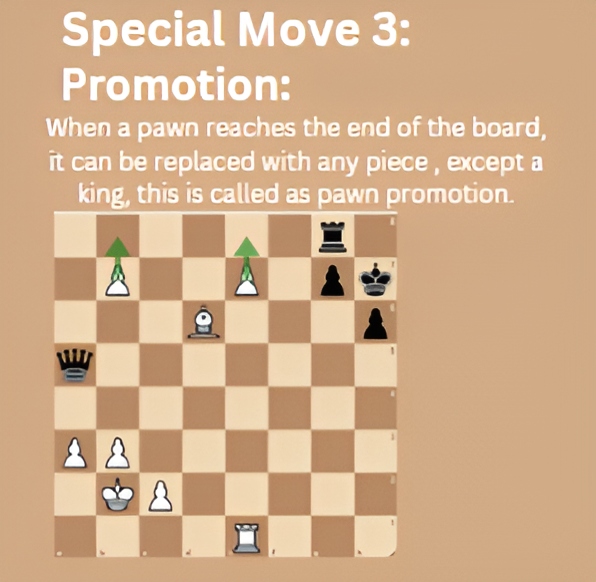 Special Move 3:
Promotion:
When a pawn reaches the end of the board,
it can be replaced with any piece , except a
king, this is called as pawn promotion.